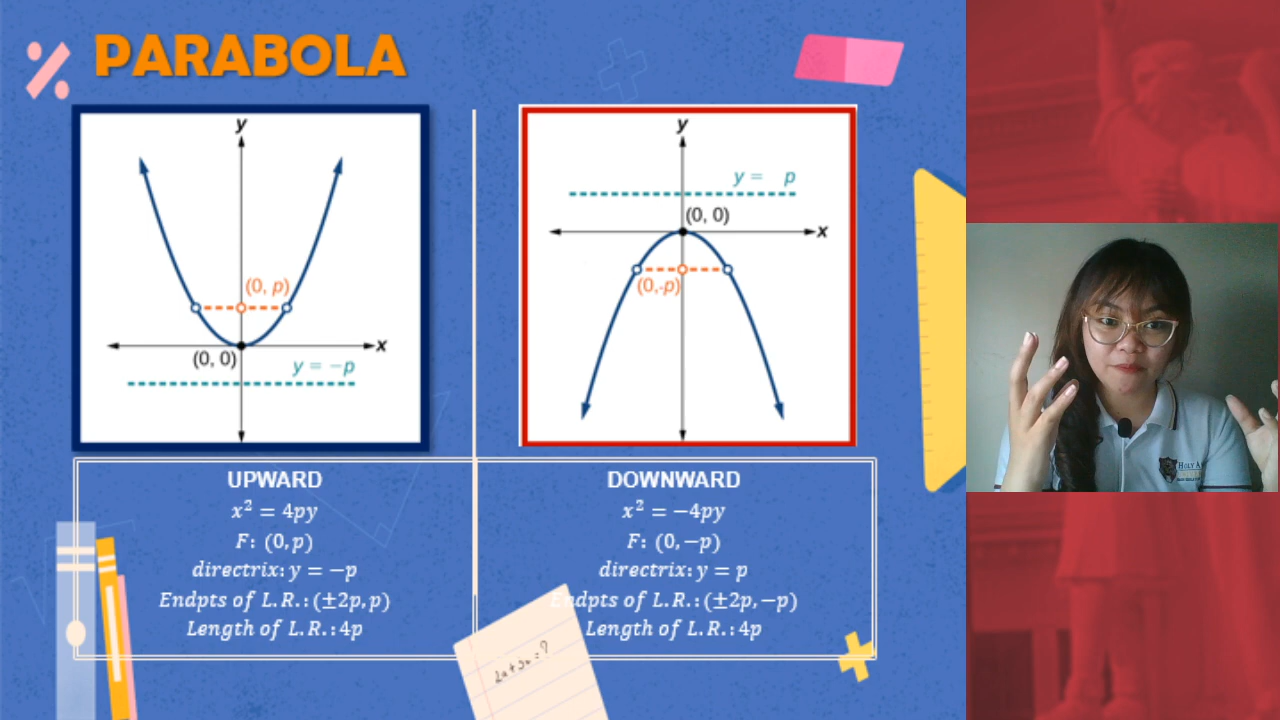 PARABOLA
y
(0, p)
x
(0, 0)
y = −p
y
y = p
(0, 0)
x
(0,-p)
UPWARD
x² = 4py
F: (0, p)
directrix: y = −p
Endpts of L.R.: (±2p, p)
Length of L.R.: 4p
DOWNWARD
x² = −4py
F: (0, −p)
directrix: y = p
Endpts of L.R.: (±2p, −p)
Length of L.R.: 4p
HOLY A